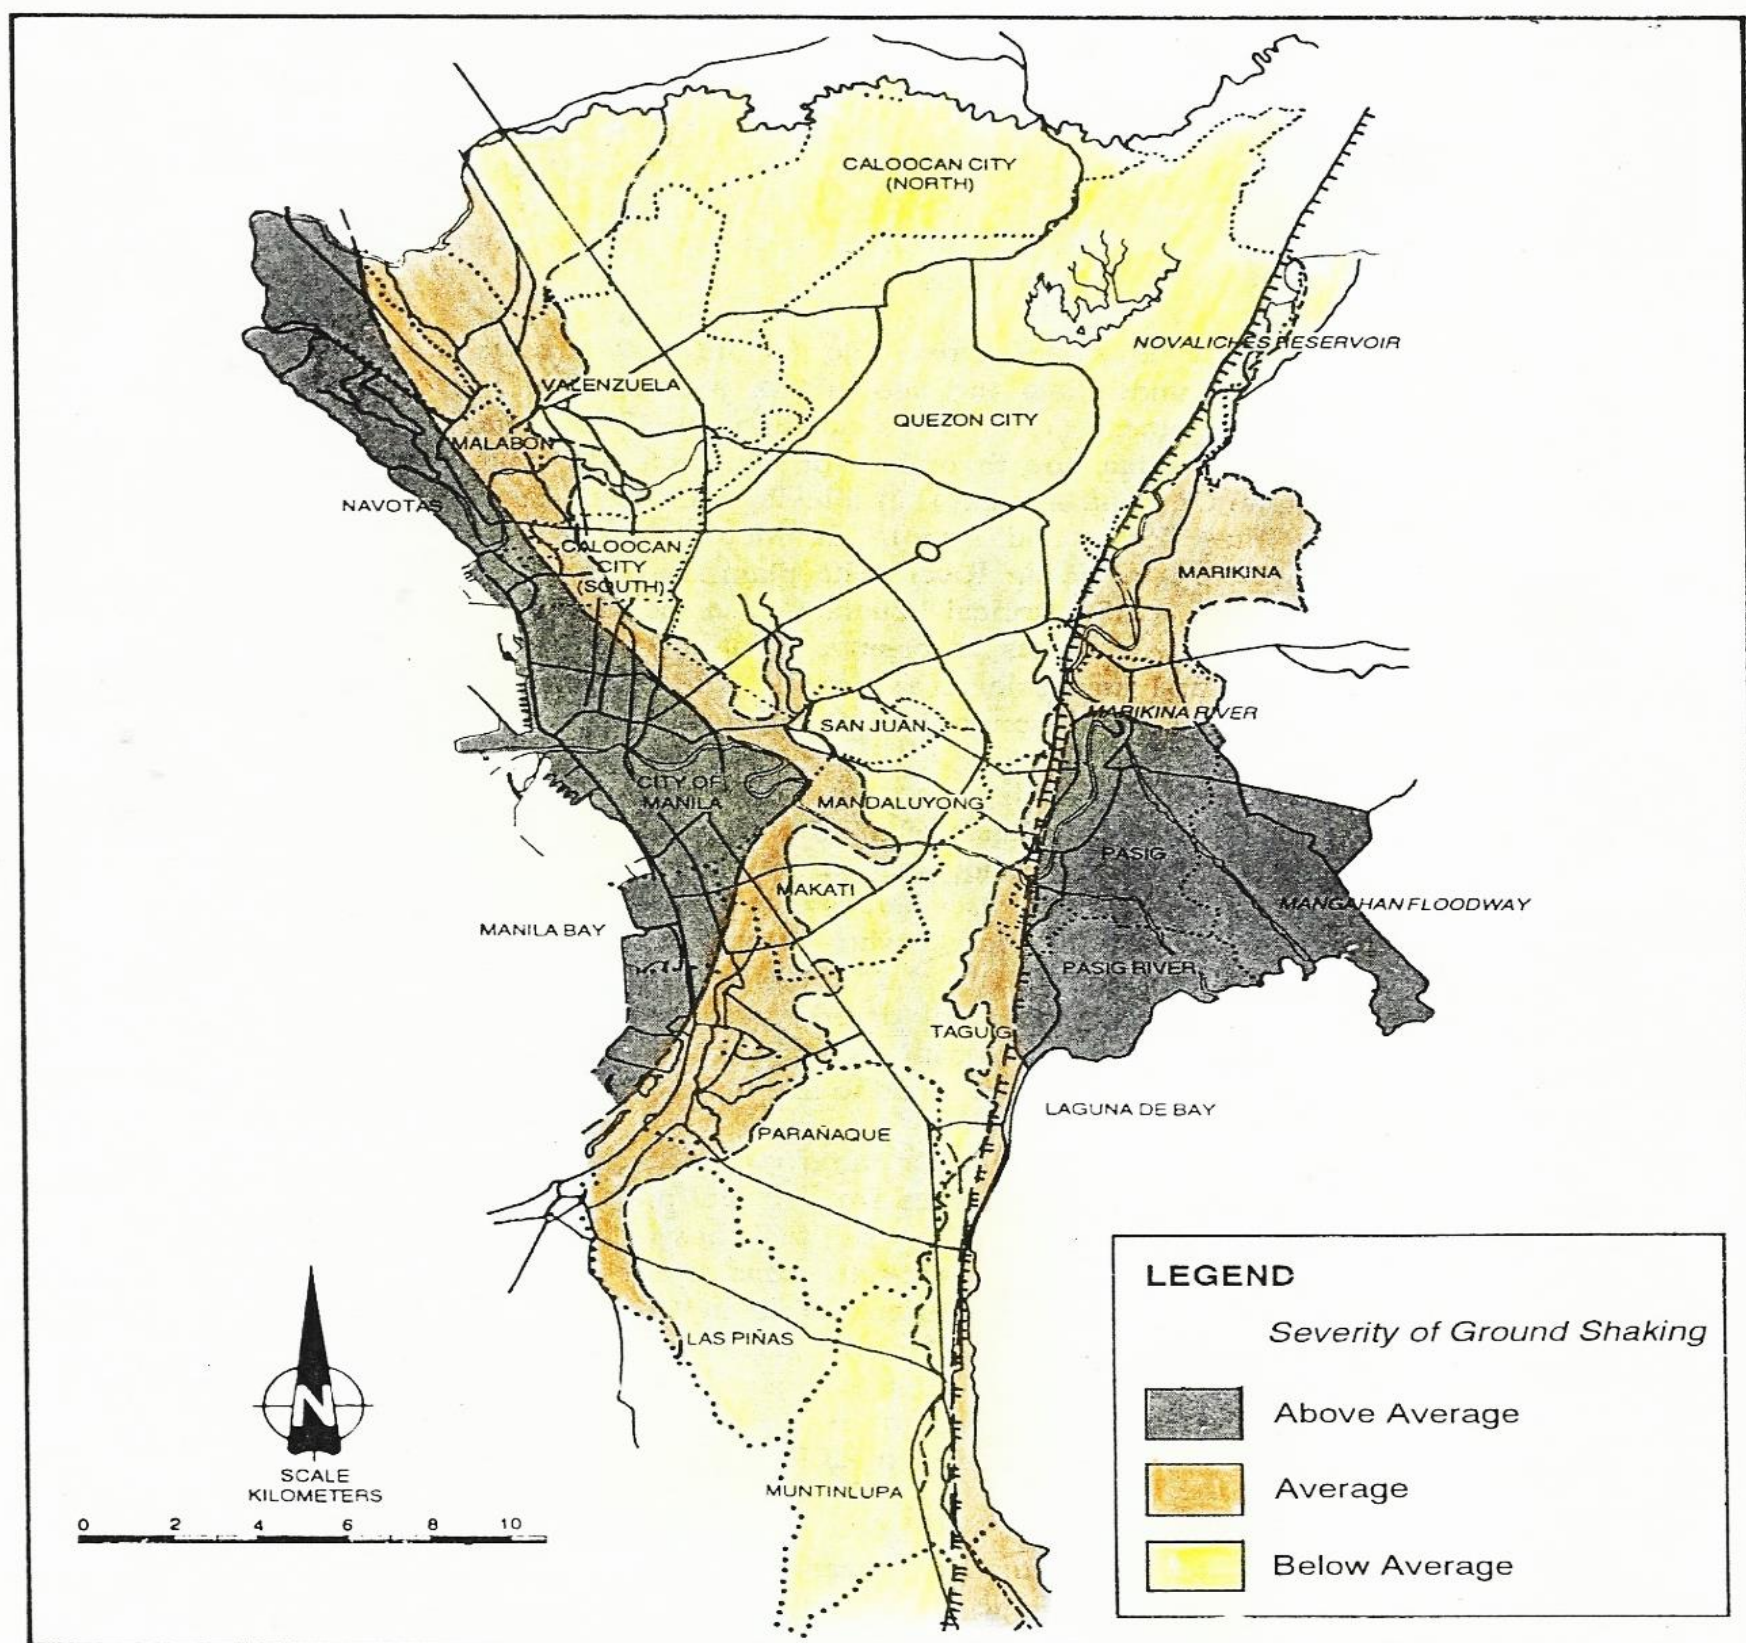 CALOOCAN CITY
(NORTH)
NOVALICHES RESERVOIR
VALENZUELA
QUEZON CITY
MALABON
NAVOTAS
CALOOCAN
CITY
(SOUTH)
MARIKINA
MARIKINA RIVER
SAN JUAN
CITY OF
MANILA
MANDALUYONG
PASIG
MAKATI
MANGAHAN FLOODWAY
MANILA BAY
PASIG RIVER
TAGUIG
LAGUNA DE BAY
PARAÑAQUE
LAS PIÑAS
MUNTINLUPA
N
SCALE
KILOMETERS
0 2 4 6 8 10
LEGEND
Severity of Ground Shaking
Above Average
Average
Below Average